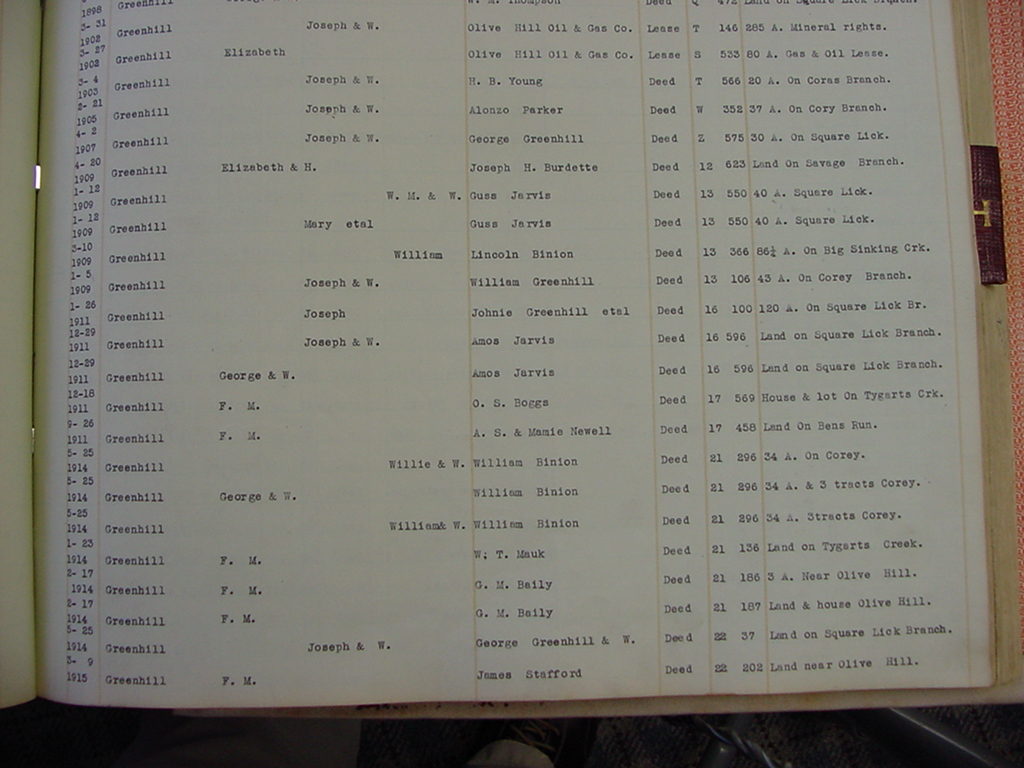 1898 Greenhill W. M. Thompson Deed Q 472 Land on Square Lick Branch.
3- 31 1902 Greenhill Joseph & W. Olive Hill Oil & Gas Co. Lease T 146 285 A. Mineral rights.
3- 27 1902 Greenhill Elizabeth Olive Hill Oil & Gas Co. Lease S 533 80 A. Gas & Oil Lease.
3- 4 1903 Greenhill Joseph & W. H. B. Young Deed T 566 20 A. On Coras Branch.
2- 21 1905 Greenhill Joseph & W. Alonzo Parker Deed W 352 37 A. On Cory Branch.
4- 2 1907 Greenhill Joseph & W. George Greenhill Deed Z 575 30 A. On Square Lick.
4- 20 1909 Greenhill Elizabeth & H. Joseph H. Burdette Deed 12 623 Land On Savage Branch.
1- 12 1909 Greenhill W. M. & W. Guss Jarvis Deed 13 550 40 A. Square Lick.
1- 12 1909 Greenhill Mary etal Guss Jarvis Deed 13 550 40 A. Square Lick.
3-10 1909 Greenhill William Lincoln Binion Deed 13 366 86½ A. On Big Sinking Crk.
1- 5 1909 Greenhill Joseph & W. William Greenhill Deed 13 106 43 A. On Corey Branch.
1- 26 1911 Greenhill Joseph Johnie Greenhill etal Deed 16 100 120 A. On Square Lick Br.
12-29 1911 Greenhill Joseph & W. Amos Jarvis Deed 16 596 Land on Square Lick Branch.
12-29 1911 Greenhill George & W. Amos Jarvis Deed 16 596 Land on Square Lick Branch.
12-18 1911 Greenhill F. M. O. S. Boggs Deed 17 569 House & lot On Tygarts Crk.
9- 26 1911 Greenhill F. M. A. S. & Mamie Newell Deed 17 458 Land On Bens Run.
5- 25 1914 Greenhill Willie & W. William Binion Deed 21 296 34 A. On Corey.
5- 25 1914 Greenhill George & W. William Binion Deed 21 296 34 A. & 3 tracts Corey.
5-25 1914 Greenhill William& W. William Binion Deed 21 296 34 A. 3tracts Corey.
1- 23 1914 Greenhill F. M. W; T. Mauk Deed 21 136 Land on Tygarts Creek.
2- 17 1914 Greenhill F. M. G. M. Baily Deed 21 186 3 A. Near Olive Hill.
2- 17 1914 Greenhill F. M. G. M. Baily Deed 21 187 Land & house Olive Hill.
5- 25 1914 Greenhill Joseph & W. George Greenhill & W. Deed 22 37 Land on Square Lick Branch.
3- 9 1915 Greenhill F. M. James Stafford Deed 22 202 Land near Olive Hill.
H